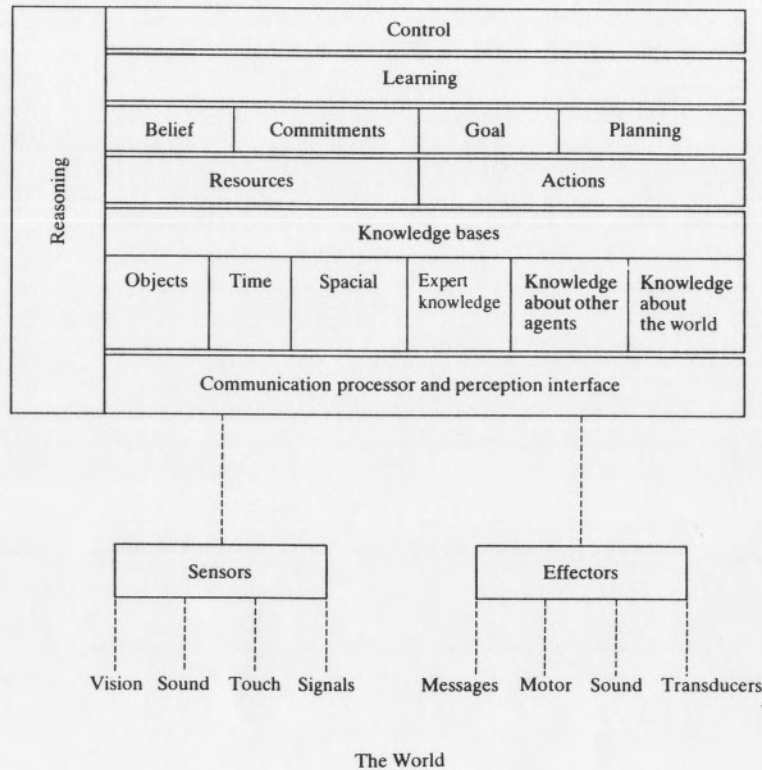 Control
Learning
Reasoning
Belief
Commitments
Goal
Planning
Resources
Actions
Knowledge bases
Objects
Time
Spacial
Expert
knowledge
Knowledge
about other
agents
Knowledge
about
the world
Communication processor and perception interface
Sensors
Effectors
Vision
Sound
Touch
Signals
Messages
Motor
Sound
Transducers
The World